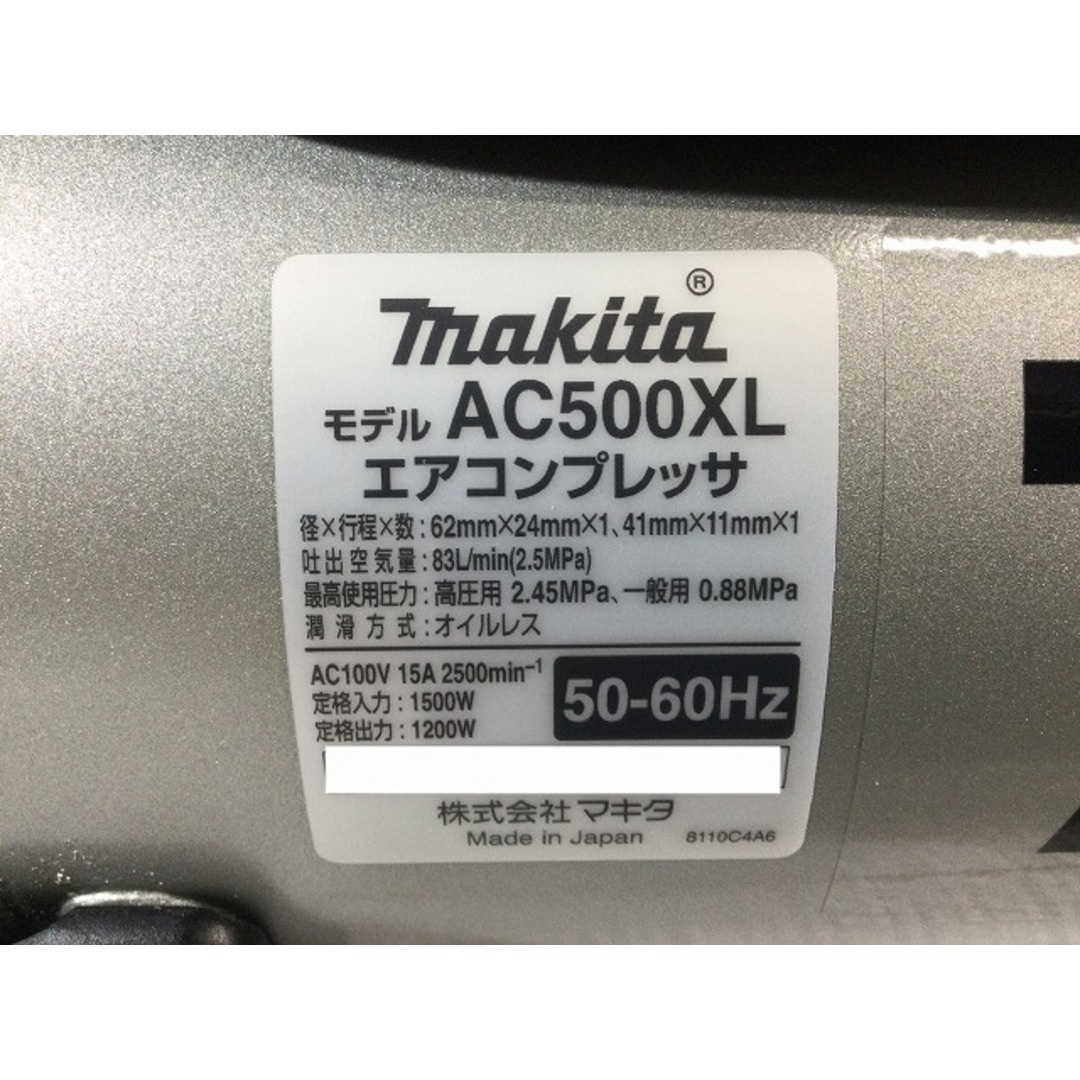 makita®
モデル AC500XL
エアコンプレッサ
径×行程×数:62mm×24mm×1、41mm×11mm×1
吐出空気量:83L/min(2.5MPa)
最高使用圧力:高圧用 2.45MPa、一般用 0.88MPa
潤滑方式:オイルレス
AC100V 15A 2500min⁻¹
定格入力:1500W
定格出力:1200W
50-60Hz
株式会社マキタ
Made in Japan 8110C4A6